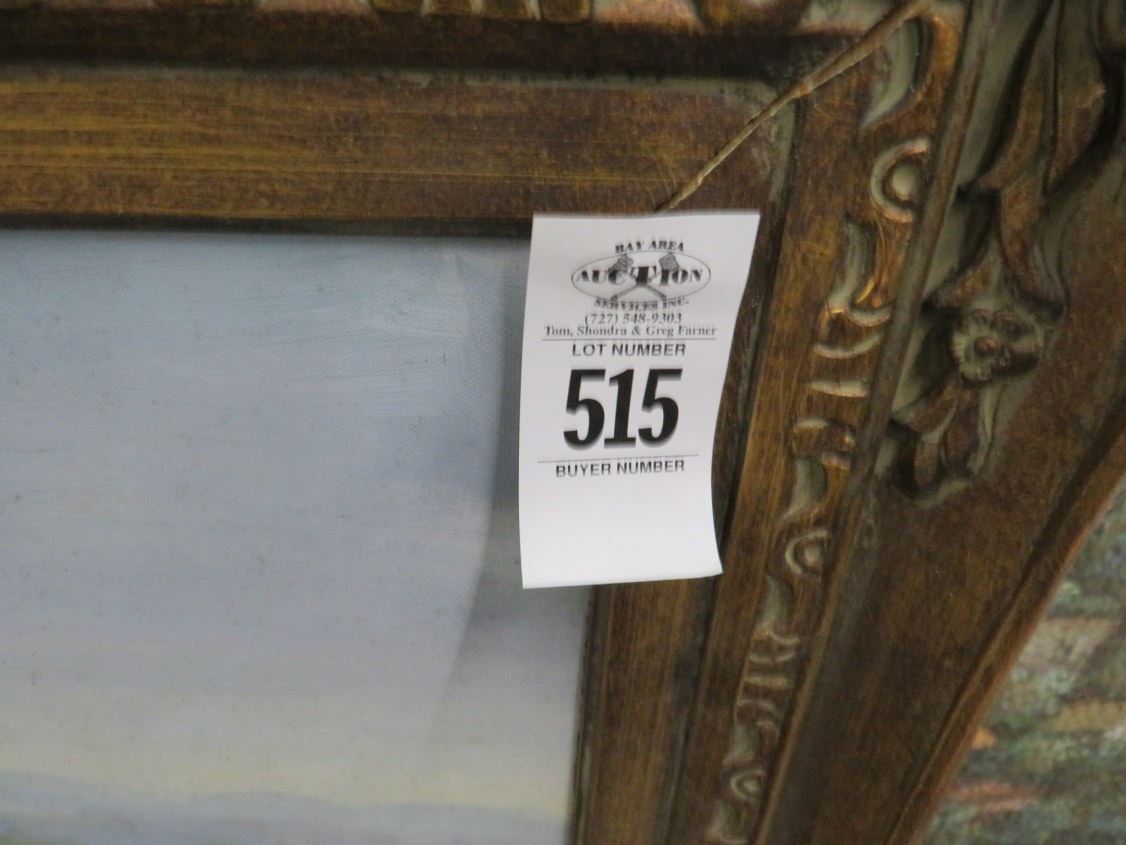 BAY AREA
AUCTION
SERVICES INC.
(727) 548-9303
Tom, Shondra & Greg Farner
LOT NUMBER
515
BUYER NUMBER